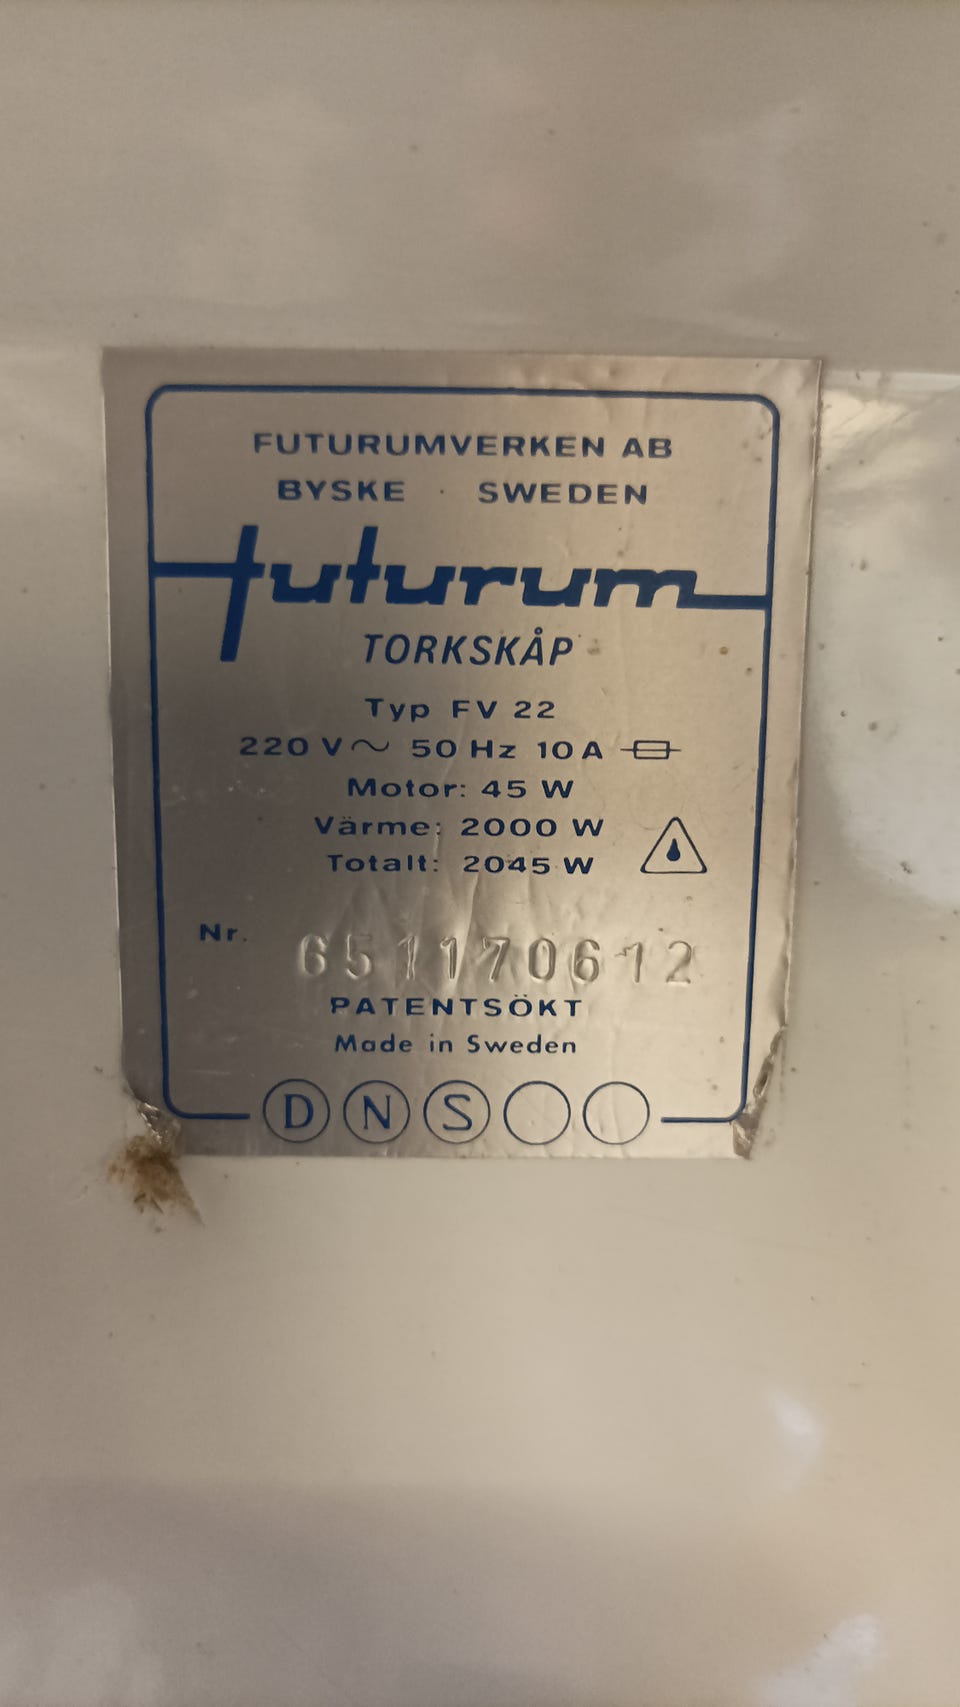 FUTURUMVERKEN AB
BYSKE · SWEDEN
futurum
TORKSKÅP
Typ FV 22
220 V~ 50 Hz 10 A
Motor: 45 W
Värme: 2000 W
Totalt: 2045 W
Nr. 651170612
PATENTSÖKT
Made in Sweden
D N S